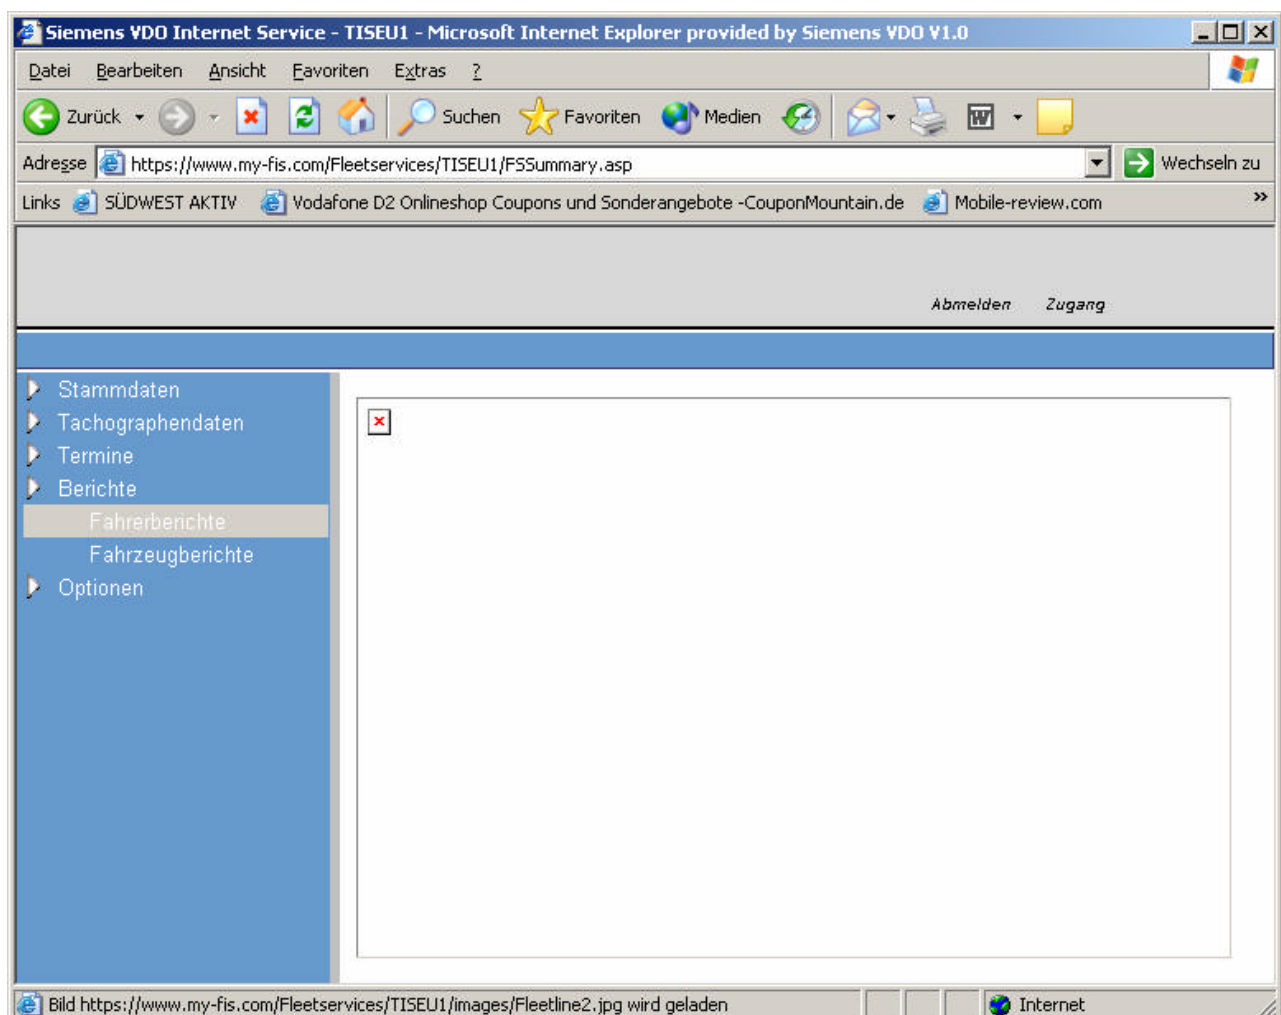 Siemens VDO Internet Service - TISEU1 - Microsoft Internet Explorer provided by Siemens VDO V1.0
Datei Bearbeiten Ansicht Favoriten Extras ?
Zurück Suchen Favoriten Medien
Adresse https://www.my-fis.com/Fleetservices/TISEU1/FSSummary.asp Wechseln zu
Links SÜDWEST AKTIV Vodafone D2 Onlineshop Coupons und Sonderangebote -CouponMountain.de Mobile-review.com »
Abmelden Zugang
Stammdaten
Tachographendaten
Termine
Berichte
Fahrerberichte
Fahrzeugberichte
Optionen
Bild https://www.my-fis.com/Fleetservices/TISEU1/images/Fleetline2.jpg wird geladen Internet